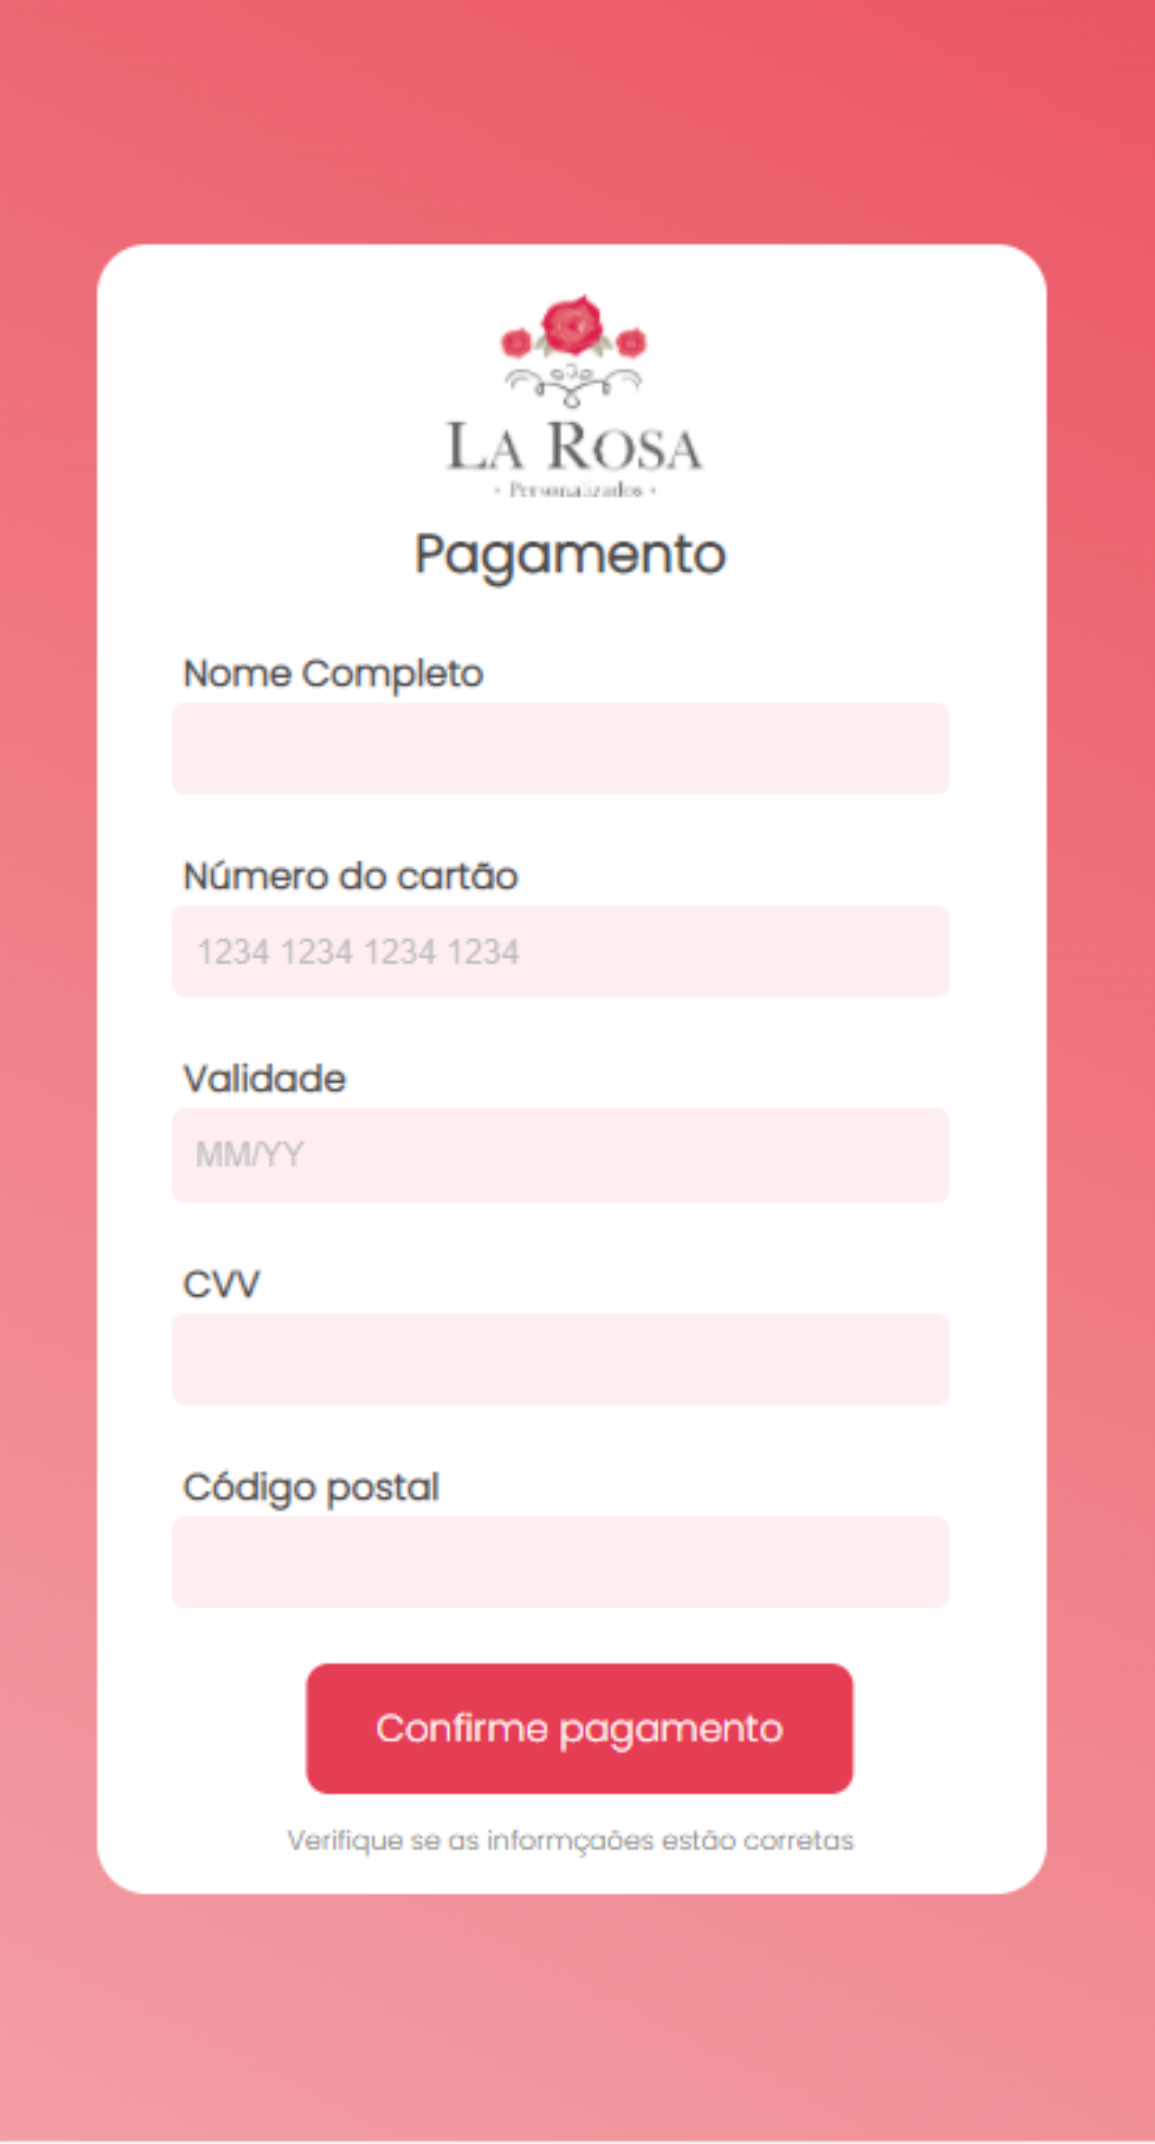 LA ROSA
• Personalizados •
Pagamento
Nome Completo
Número do cartão
1234 1234 1234 1234
Validade
MM/YY
CVV
Código postal
Confirme pagamento
Verifique se as informçaões estão corretas